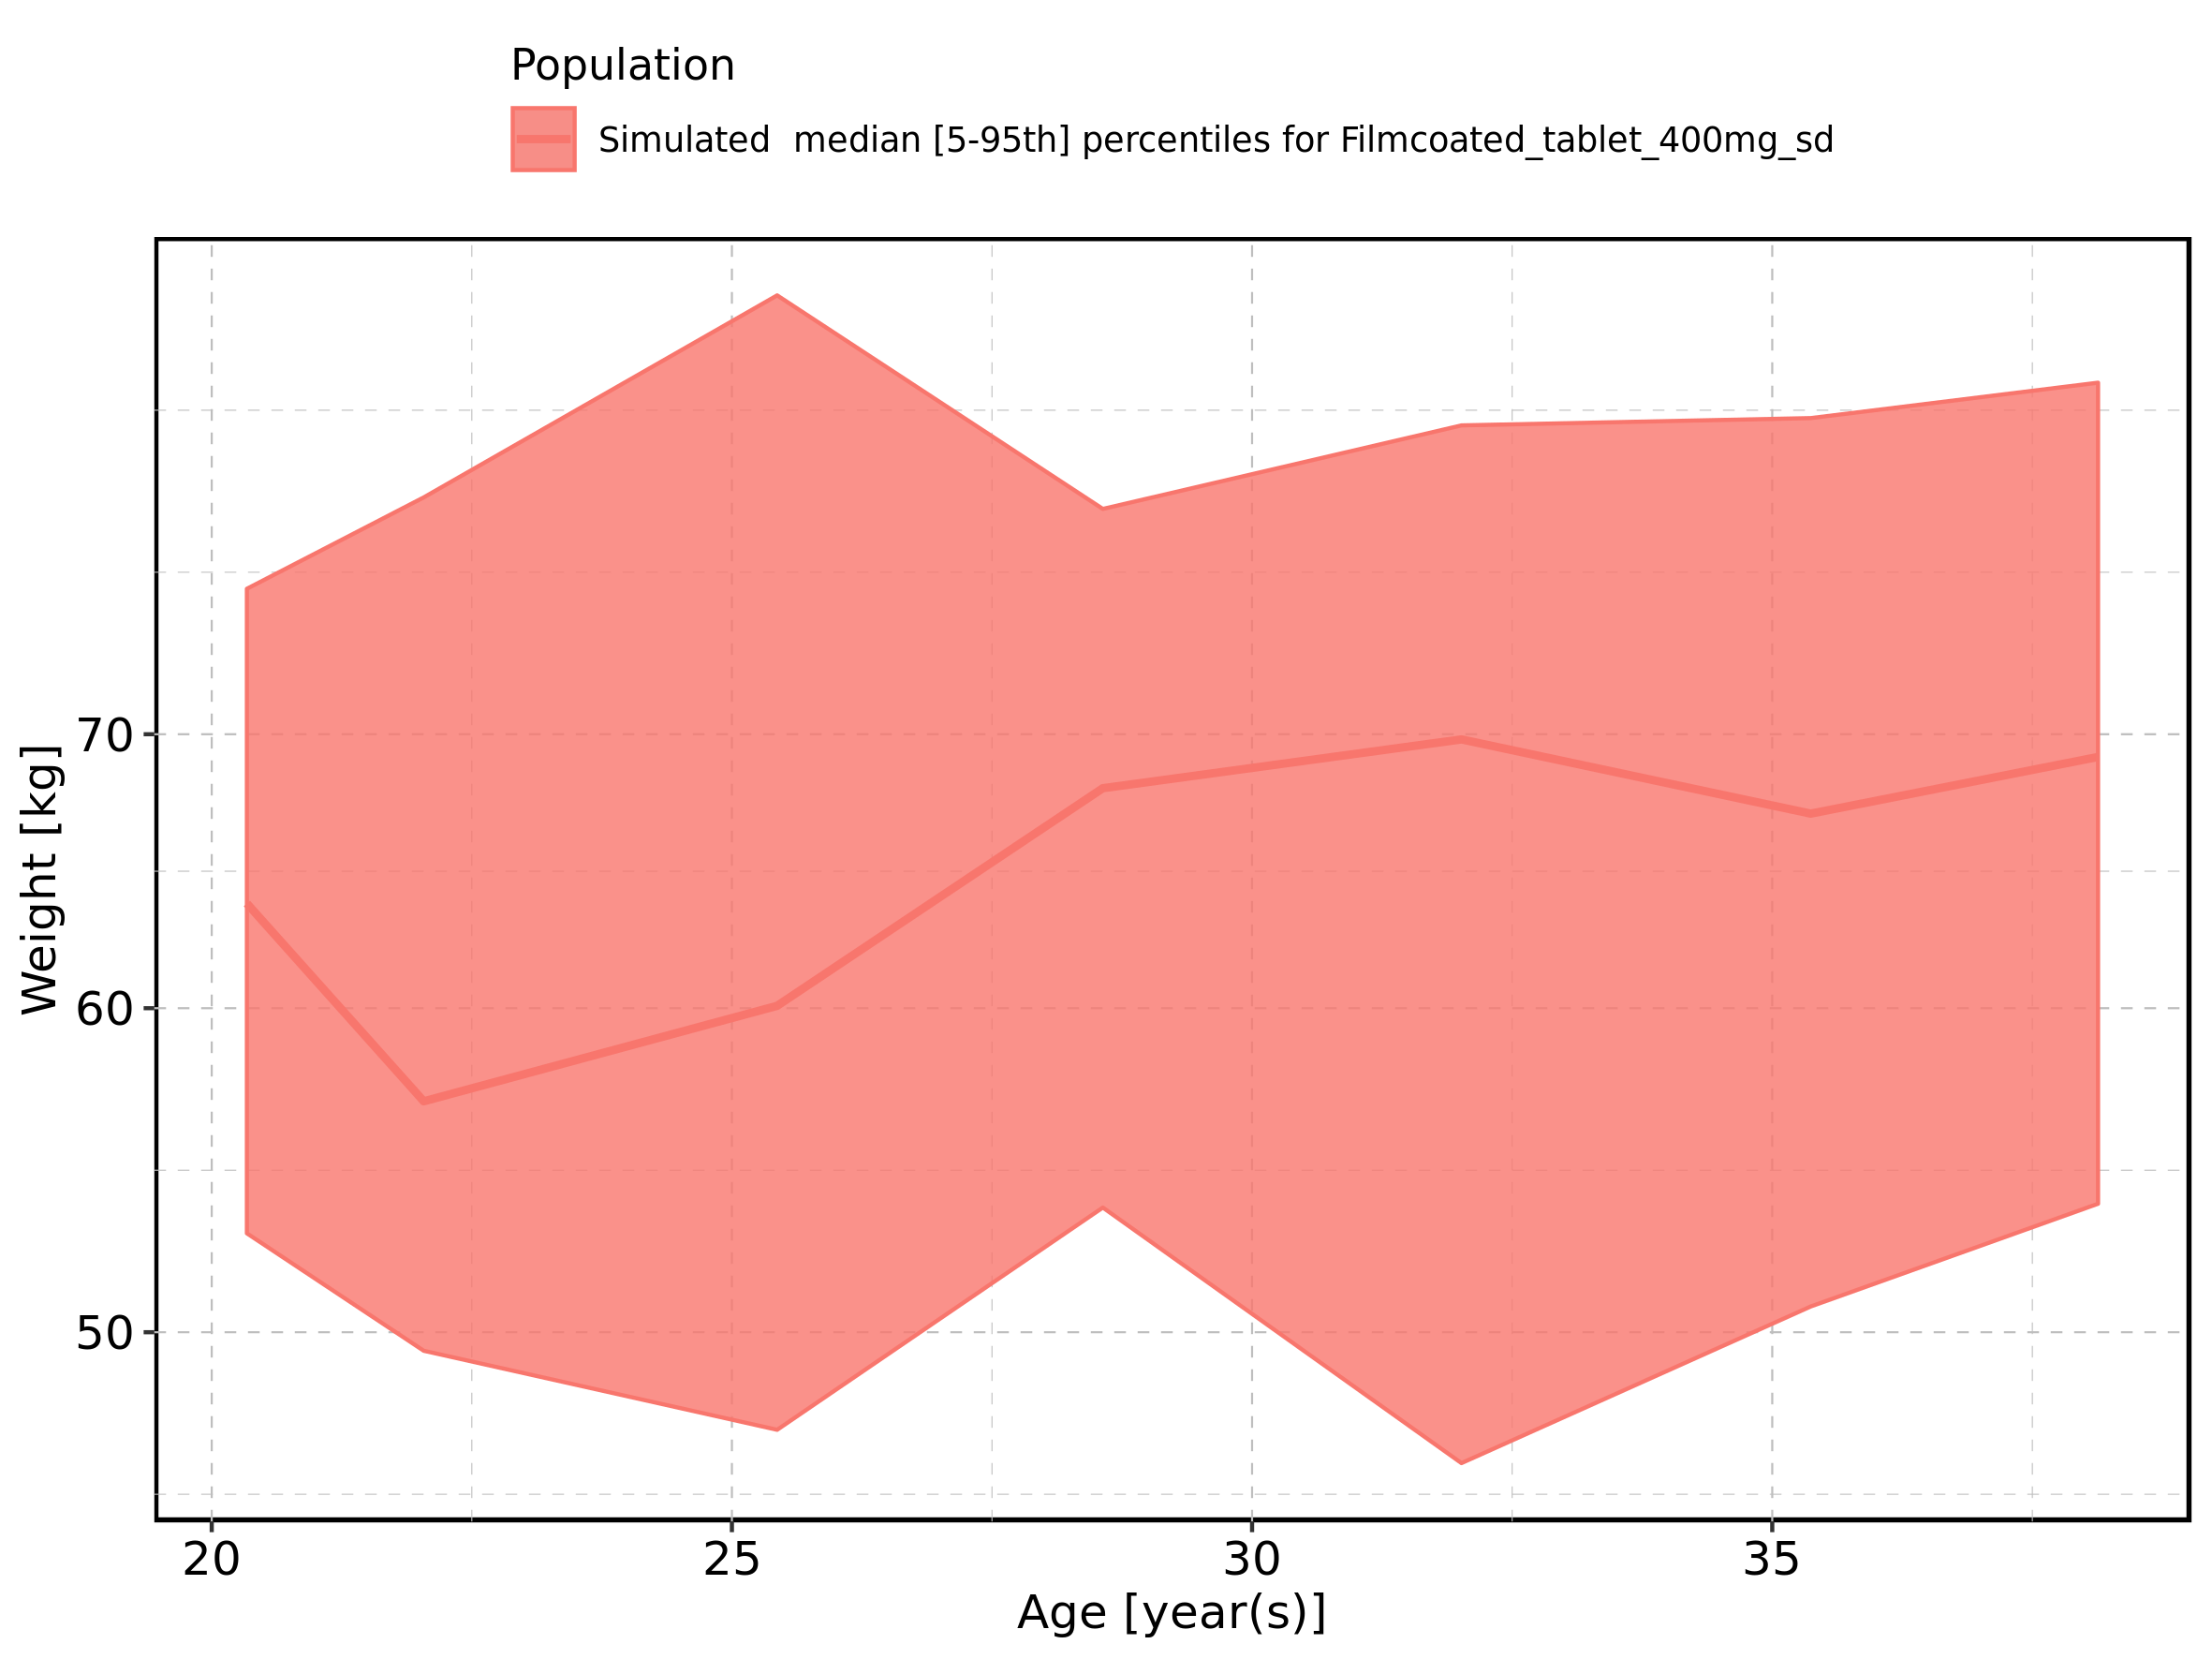 Population
Simulated  median [5-95th] percentiles for Filmcoated_tablet_400mg_sd
Weight [kg]
70
60
50
20 25 30 35
Age [year(s)]